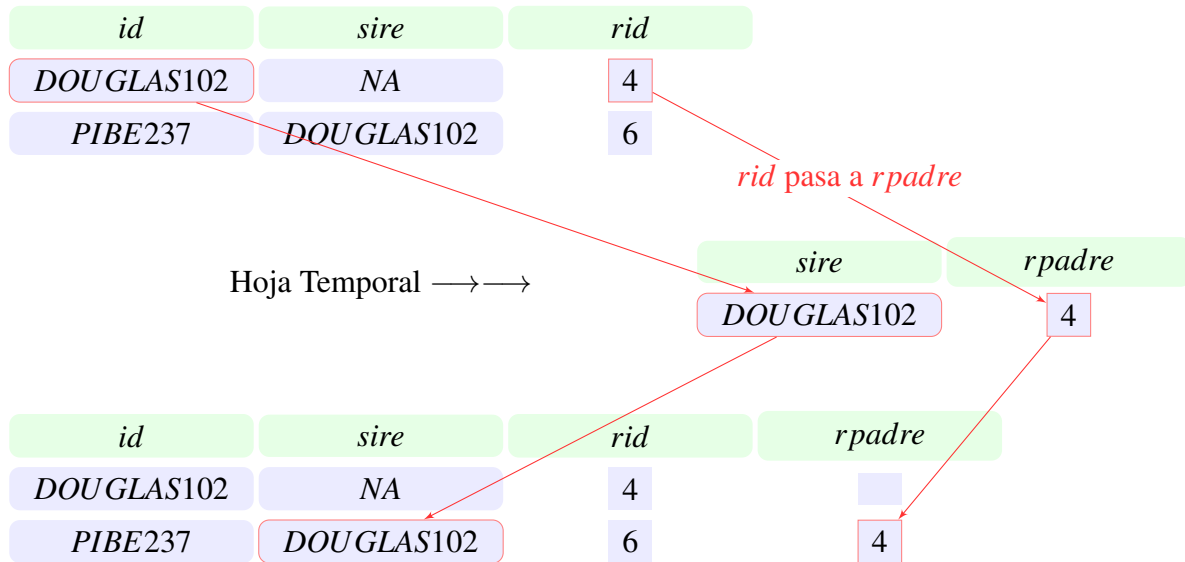 id sire rid
DOUGLAS102 NA 4
PIBE237 DOUGLAS102 6
rid pasa a rpadre
sire rpadre
Hoja Temporal ⟶⟶
DOUGLAS102 4
id sire rid rpadre
DOUGLAS102 NA 4
PIBE237 DOUGLAS102 6 4